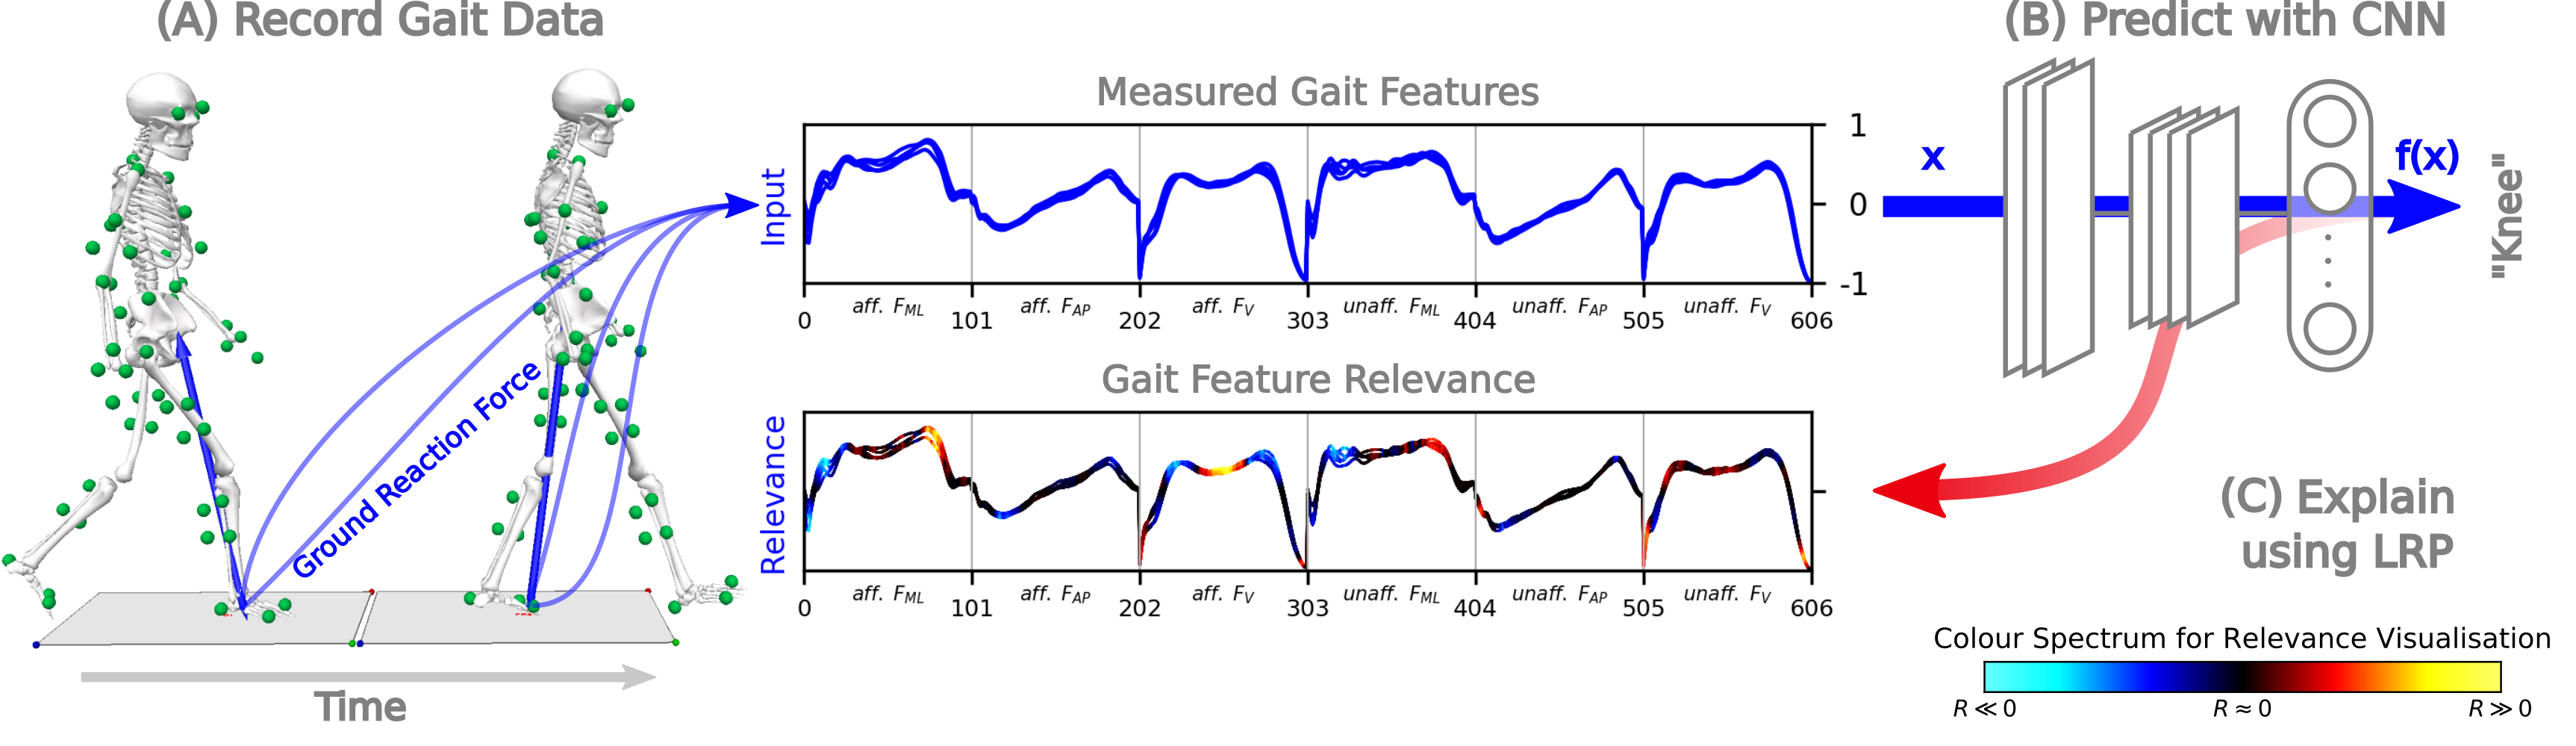 (A) Record Gait Data
Ground Reaction Force
Time
Measured Gait Features
Input
1
0
-1
aff. F_ML aff. F_AP aff. F_V unaff. F_ML unaff. F_AP unaff. F_V
0 101 202 303 404 505 606
Gait Feature Relevance
Relevance
aff. F_ML aff. F_AP aff. F_V unaff. F_ML unaff. F_AP unaff. F_V
0 101 202 303 404 505 606
(B) Predict with CNN
x
f(x)
"Knee"
(C) Explain
using LRP
Colour Spectrum for Relevance Visualisation
R ≪ 0 R ≈ 0 R ≫ 0